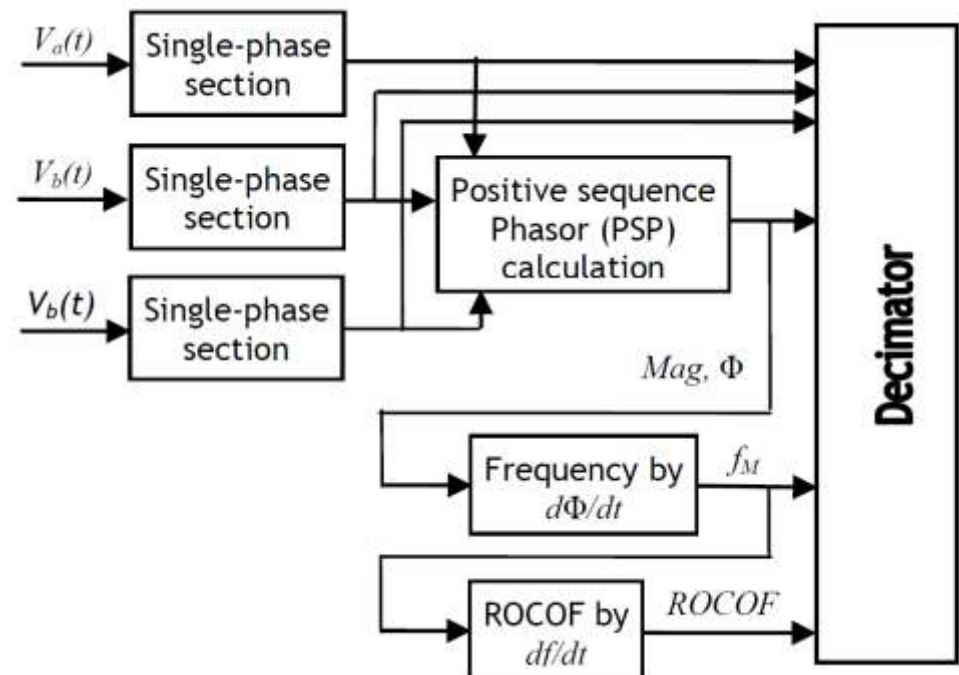 Va(t)
Single-phase
section
Vb(t)
Single-phase
section
Vb(t)
Single-phase
section
Positive sequence
Phasor (PSP)
calculation
Mag, Φ
Frequency by
dΦ/dt
fM
ROCOF by
df/dt
ROCOF
Decimator